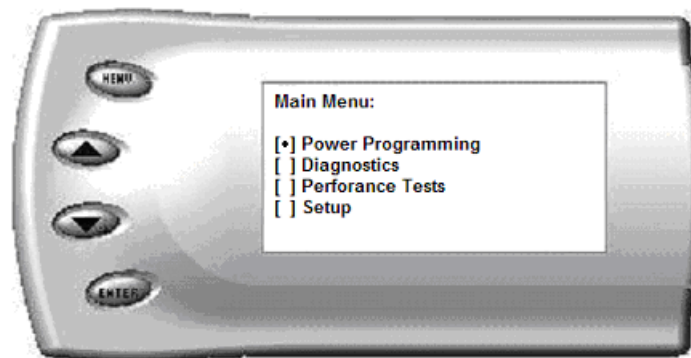 MENU
Main Menu:
[•] Power Programming
[ ] Diagnostics
[ ] Perforance Tests
[ ] Setup
ENTER